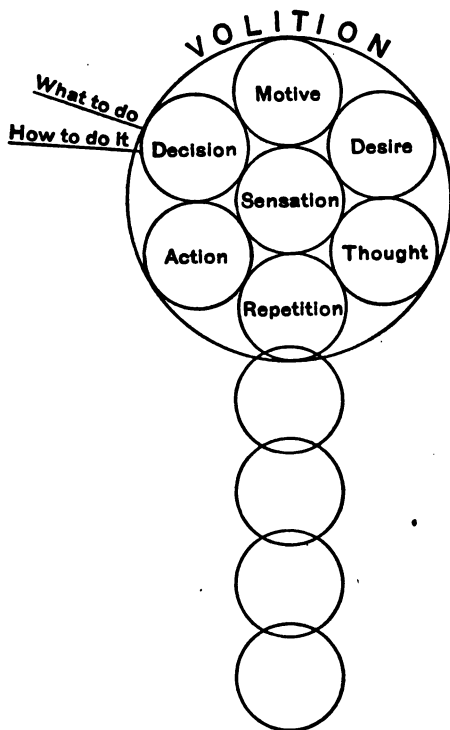 VOLITION
What to do
How to do it
Motive
Decision
Desire
Sensation
Action
Thought
Repetition